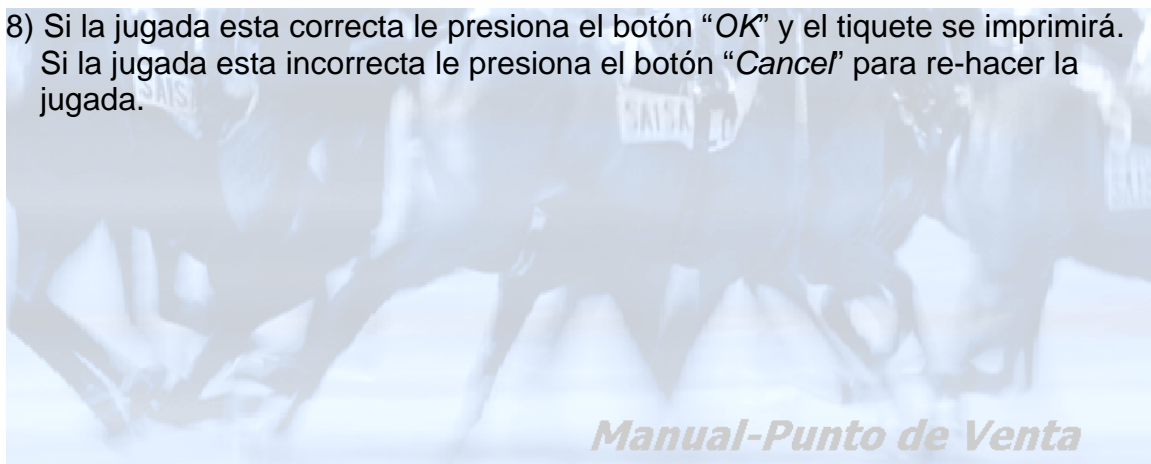 8) Si la jugada esta correcta le presiona el botón “OK” y el tiquete se imprimirá.
Si la jugada esta incorrecta le presiona el botón “Cancel” para re-hacer la
jugada.
SAISA
Manual-Punto de Venta